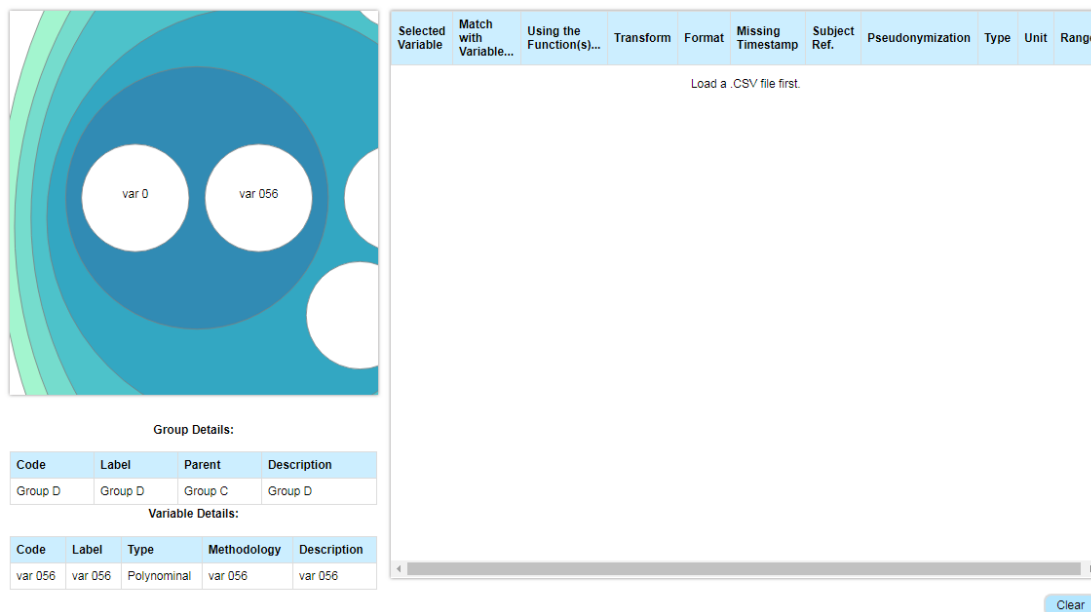 var 0
var 056
Group Details:
Code Label Parent Description
Group D Group D Group C Group D
Variable Details:
Code Label Type Methodology Description
var 056 var 056 Polynominal var 056 var 056
Selected Variable Match with Variable... Using the Function(s)... Transform Format Missing Timestamp Subject Ref. Pseudonymization Type Unit Range
Load a .CSV file first.
Clear